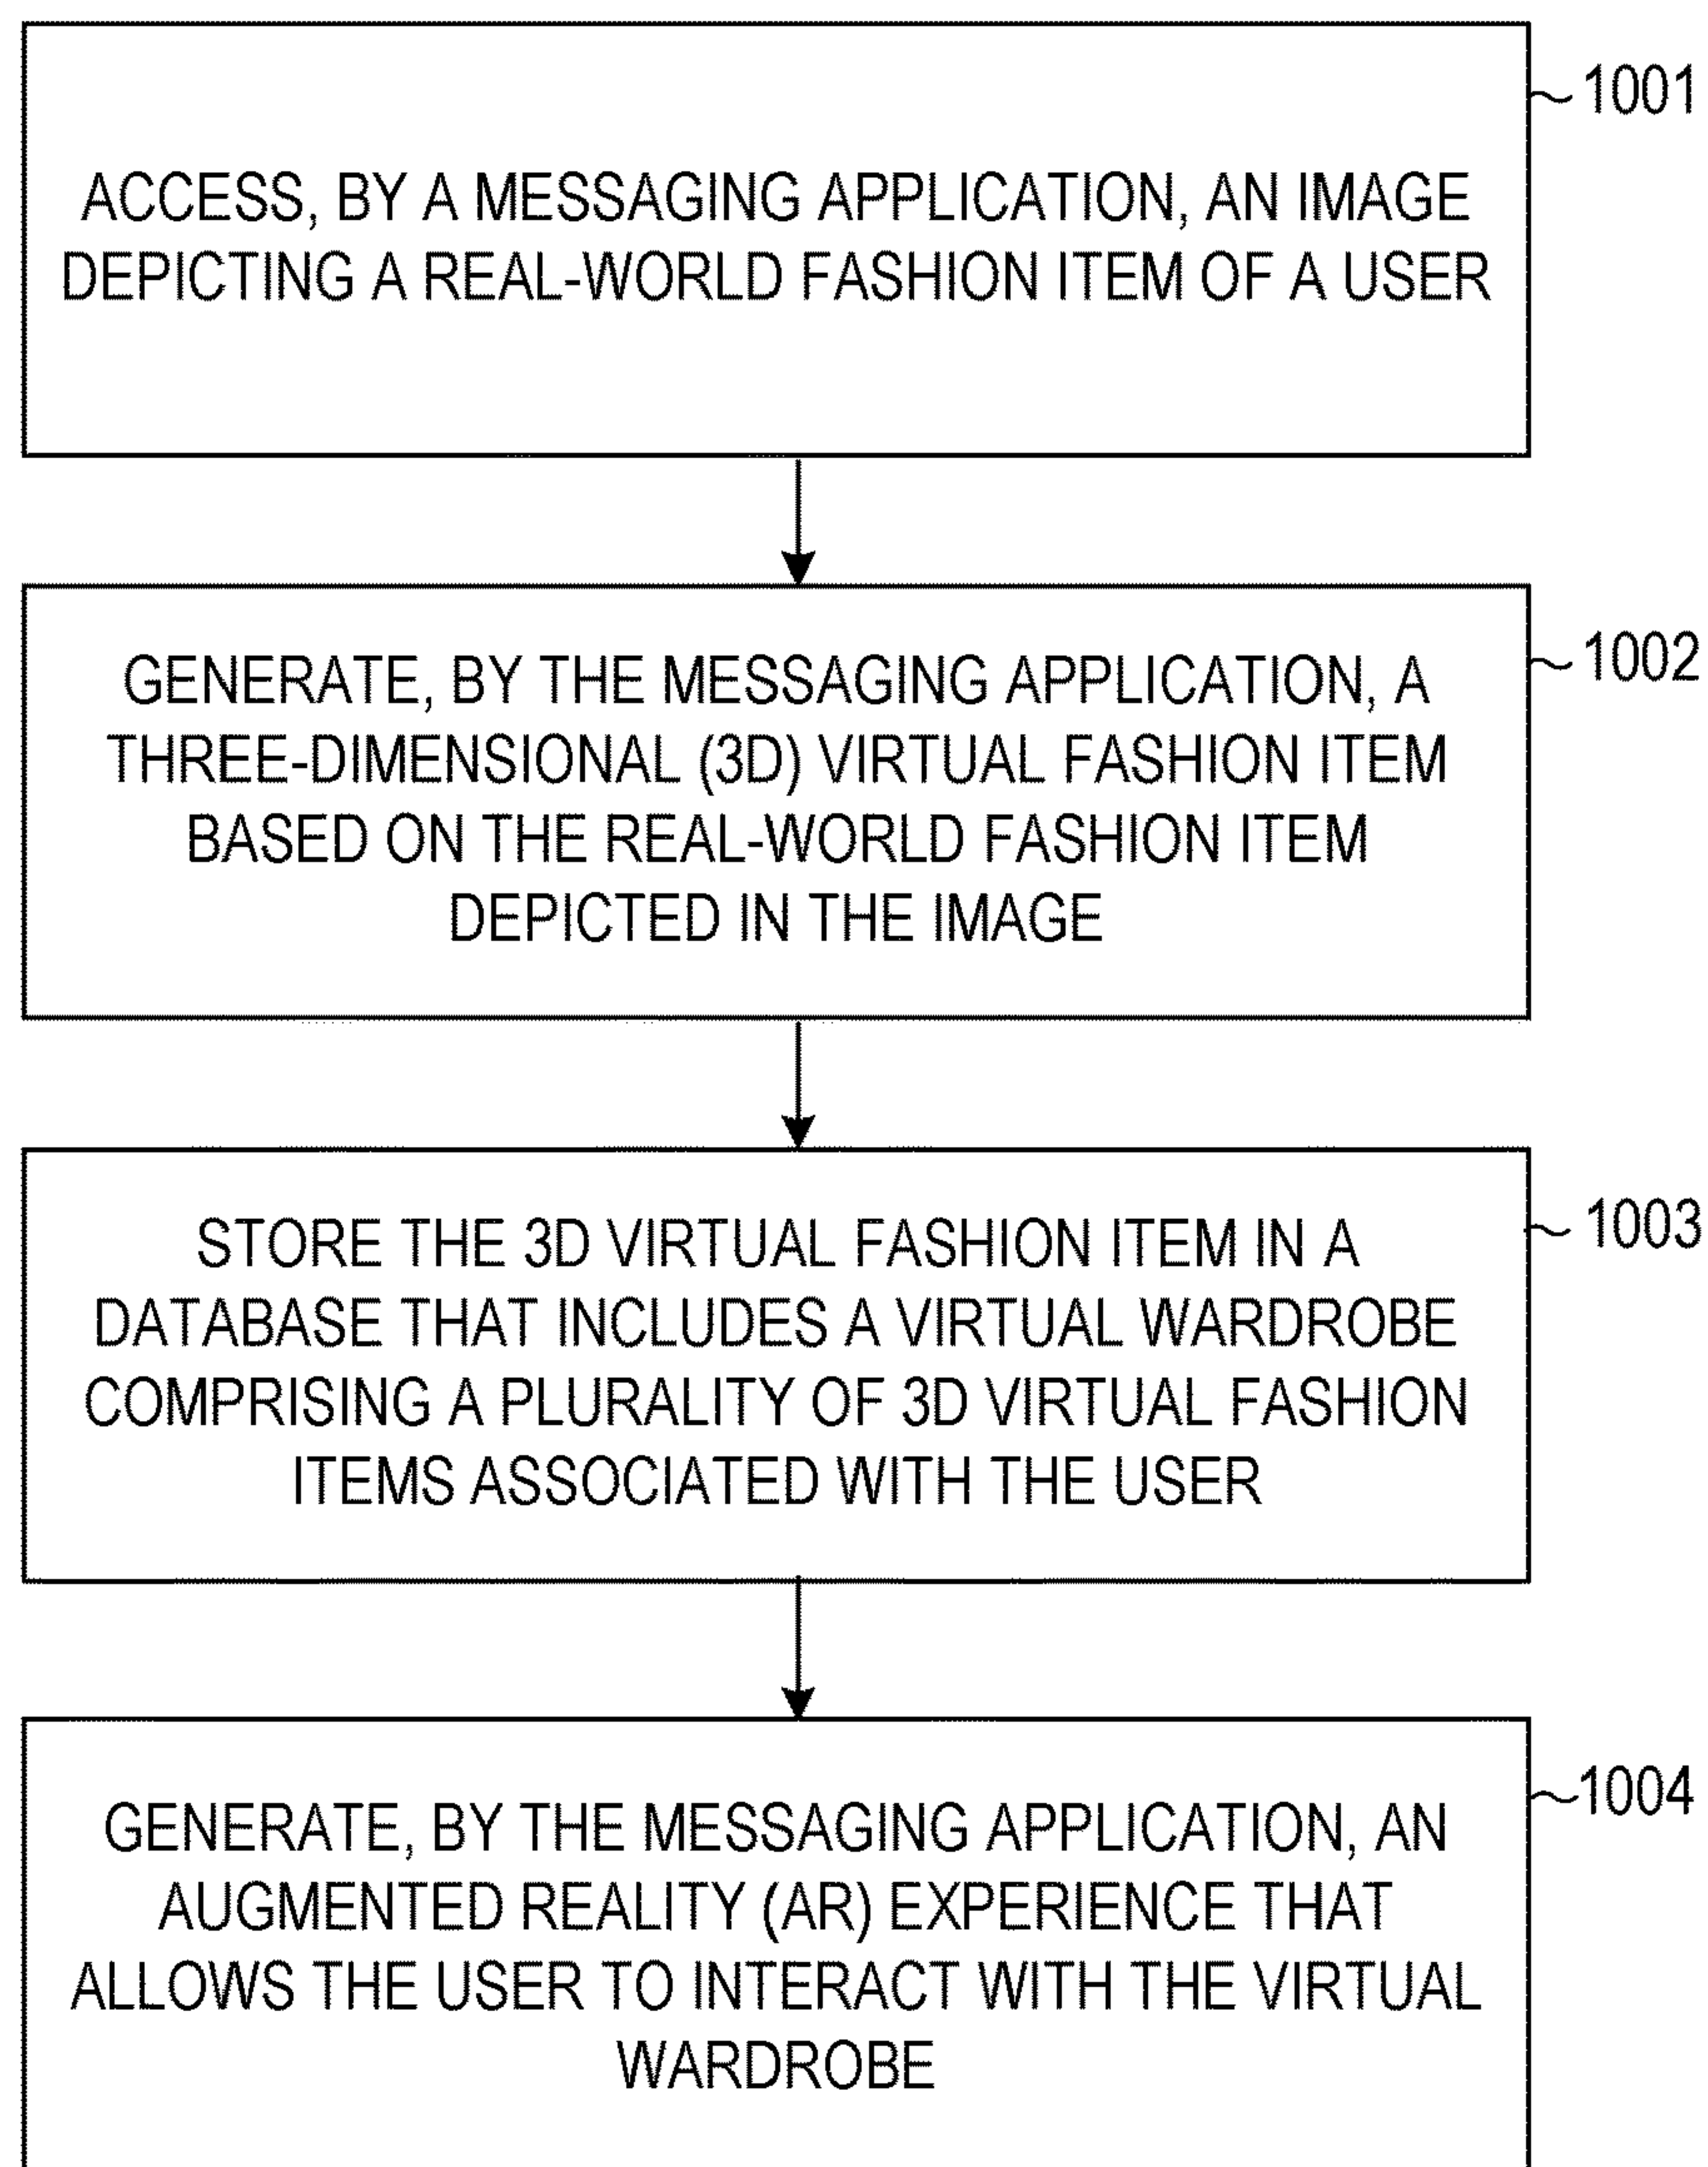 1001
ACCESS, BY A MESSAGING APPLICATION, AN IMAGE
DEPICTING A REAL-WORLD FASHION ITEM OF A USER
1002
GENERATE, BY THE MESSAGING APPLICATION, A
THREE-DIMENSIONAL (3D) VIRTUAL FASHION ITEM
BASED ON THE REAL-WORLD FASHION ITEM
DEPICTED IN THE IMAGE
1003
STORE THE 3D VIRTUAL FASHION ITEM IN A
DATABASE THAT INCLUDES A VIRTUAL WARDROBE
COMPRISING A PLURALITY OF 3D VIRTUAL FASHION
ITEMS ASSOCIATED WITH THE USER
1004
GENERATE, BY THE MESSAGING APPLICATION, AN
AUGMENTED REALITY (AR) EXPERIENCE THAT
ALLOWS THE USER TO INTERACT WITH THE VIRTUAL
WARDROBE